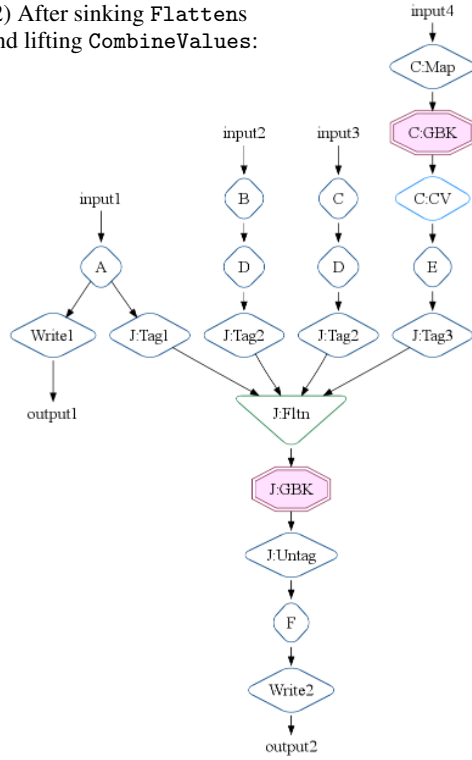 2) After sinking Flattens
nd lifting CombineValues:
input4
C:Map
C:GBK
input2
input3
input1
B
C
C:CV
A
D
D
E
Write1
J:Tag1
J:Tag2
J:Tag2
J:Tag3
output1
J:Fltn
J:GBK
J:Untag
F
Write2
output2